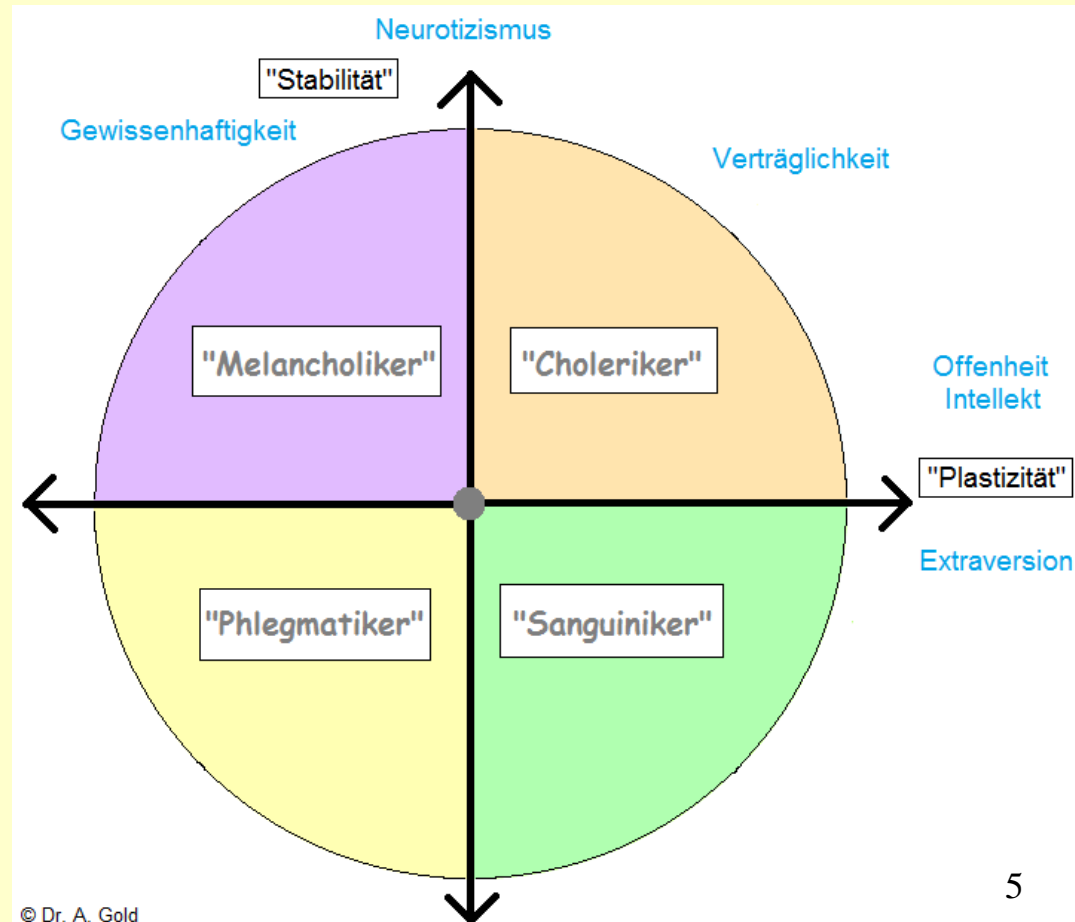 Neurotizismus
"Stabilität"
Gewissenhaftigkeit
Verträglichkeit
"Melancholiker"
"Choleriker"
Offenheit
Intellekt
"Plastizität"
Extraversion
"Phlegmatiker"
"Sanguiniker"
5
© Dr. A. Gold